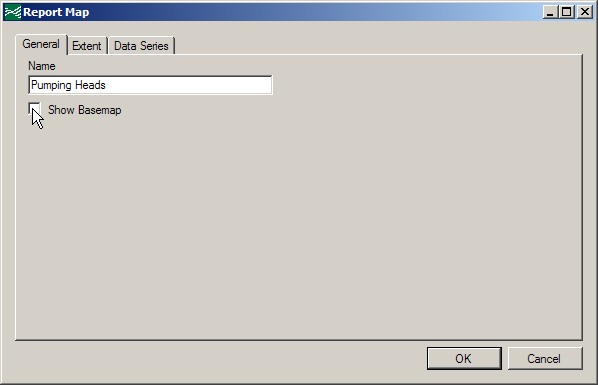 Report Map
General Extent Data Series
Name
Pumping Heads
Show Basemap
OK Cancel